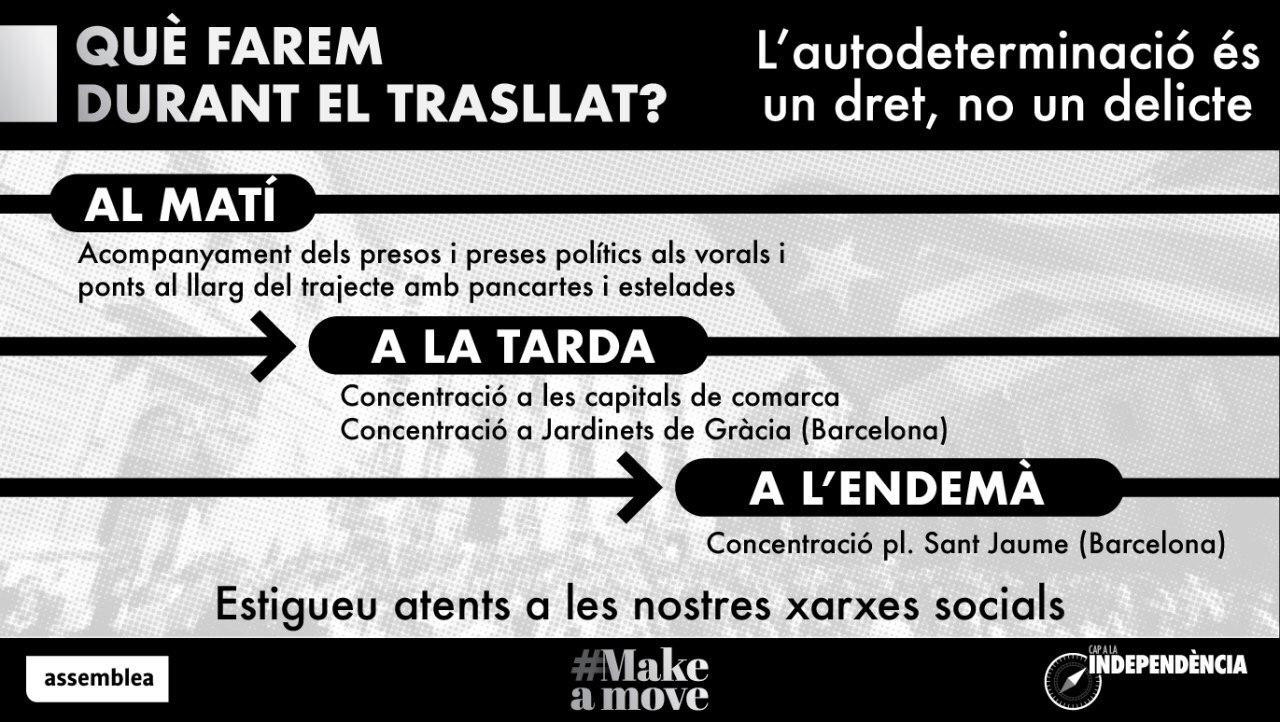 QUÈ FAREM
DURANT EL TRASLLAT?
L'autodeterminació és
un dret, no un delicte
AL MATÍ
Acompanyament dels presos i preses polítics als vorals i
ponts al llarg del trajecte amb pancartes i estelades
A LA TARDA
Concentració a les capitals de comarca
Concentració a Jardinets de Gràcia (Barcelona)
A L'ENDEMÀ
Concentració pl. Sant Jaume (Barcelona)
Estigueu atents a les nostres xarxes socials
assemblea
#Make
a move
CAP A LA
INDEPENDÈNCIA